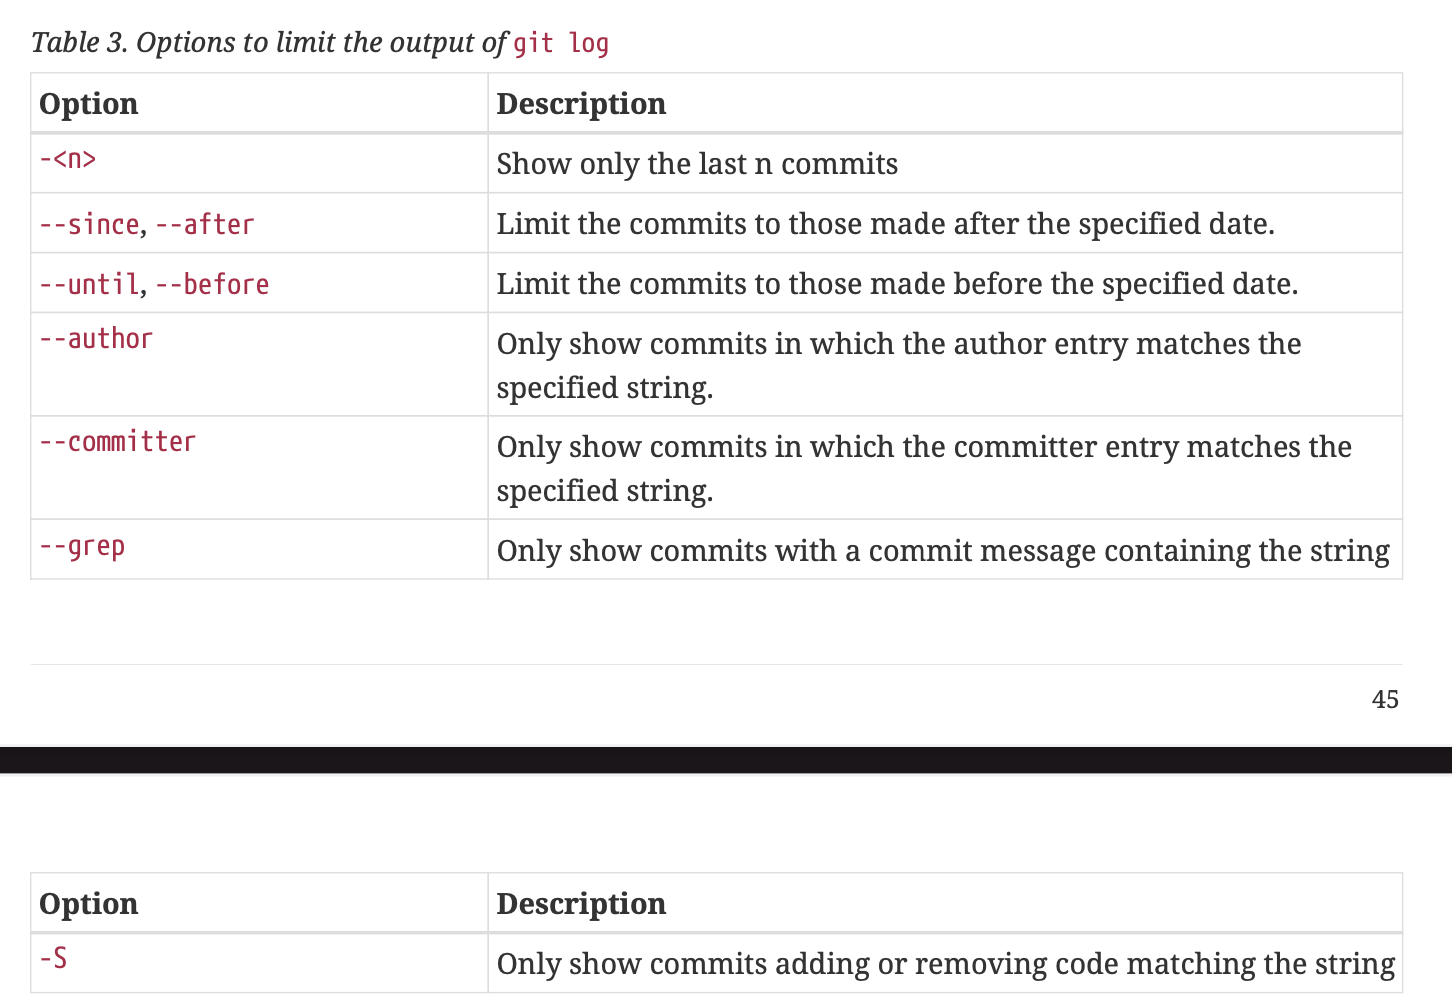 Table 3. Options to limit the output of git log
Option Description
-<n> Show only the last n commits
--since, --after Limit the commits to those made after the specified date.
--until, --before Limit the commits to those made before the specified date.
--author Only show commits in which the author entry matches the
specified string.
--committer Only show commits in which the committer entry matches the
specified string.
--grep Only show commits with a commit message containing the string
45
Option Description
-S Only show commits adding or removing code matching the string